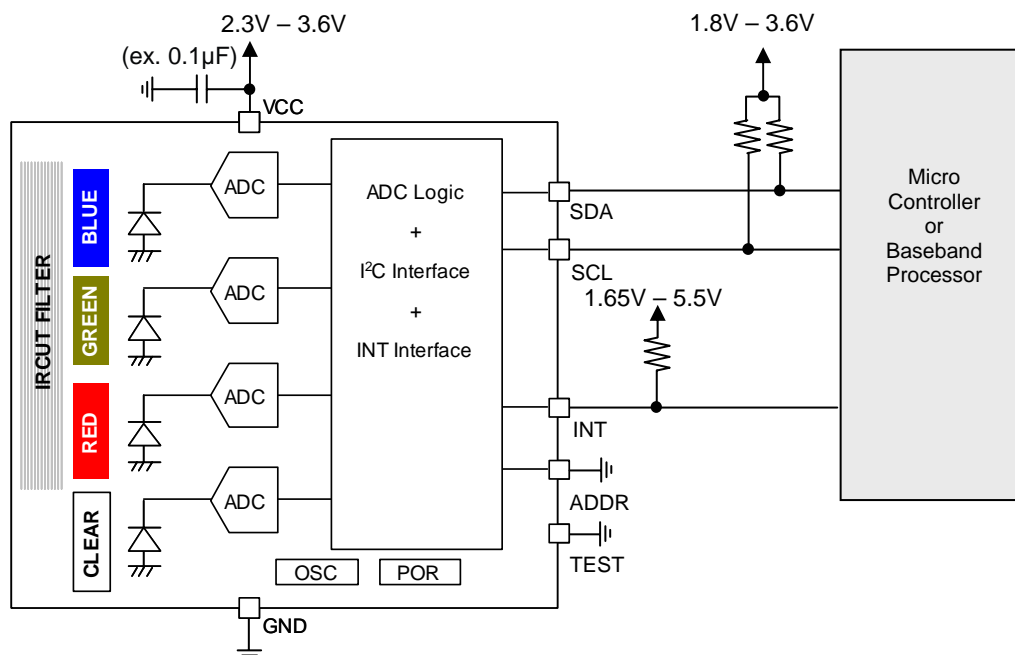 2.3V – 3.6V
(ex. 0.1µF)
VCC
1.8V – 3.6V
IRCUT FILTER
BLUE
GREEN
RED
CLEAR
ADC
ADC
ADC
ADC
ADC Logic
+
I²C Interface
+
INT Interface
OSC
POR
SDA
SCL
1.65V – 5.5V
INT
ADDR
TEST
GND
Micro
Controller
or
Baseband
Processor